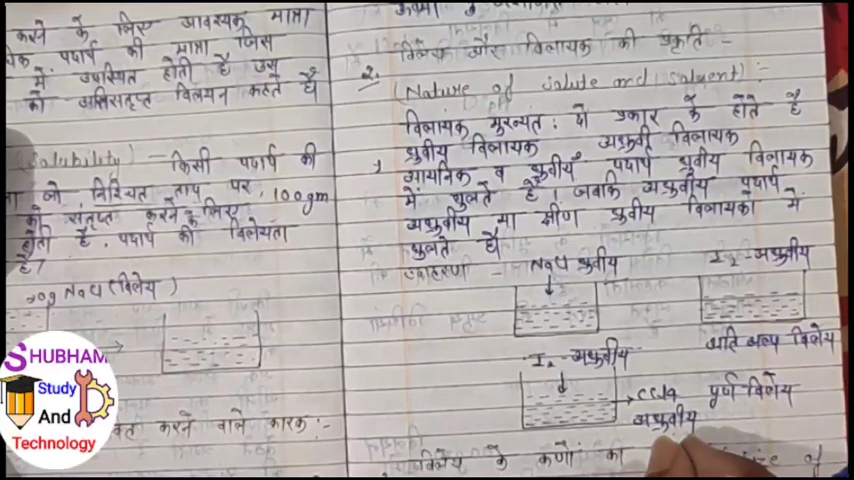 करने के लिए आवश्यक मात्रा
पदार्थ की मात्रा जिस
में उपस्थित होती है उसे
को अतिसंतृप्त विलयन कहते हैं
(Solubility) — किसी पदार्थ की
जो निश्चित ताप पर, 100gm
को संतृप्त करने के लिए
होती है, पदार्थ की विलेयता
है।
NaCl (विलेय)
करने वाले कारक :-
विलेय और विलायक की प्रकृति -
2.
(Nature of solute and solvent) :-
विलायक मुख्यत: दो प्रकार के होते है
ध्रुवीय विलायक अध्रुवी विलायक
आयनिक व ध्रुवीय पदार्थ ध्रुवीय विलायक
में घुलते है। जबकि अध्रुवीय पदार्थ
अध्रुवीय या क्षीण ध्रुवीय विलायकों में
घुलते है
उदाहरण - NaCl ध्रुवीय I2 - अध्रुवीय
अति अल्प विलेय
I2 - अध्रुवीय
CCl4 पूर्ण विलेय
अध्रुवीय
विलेय के कणों का of
SHUBHAM
Study
And
Technology